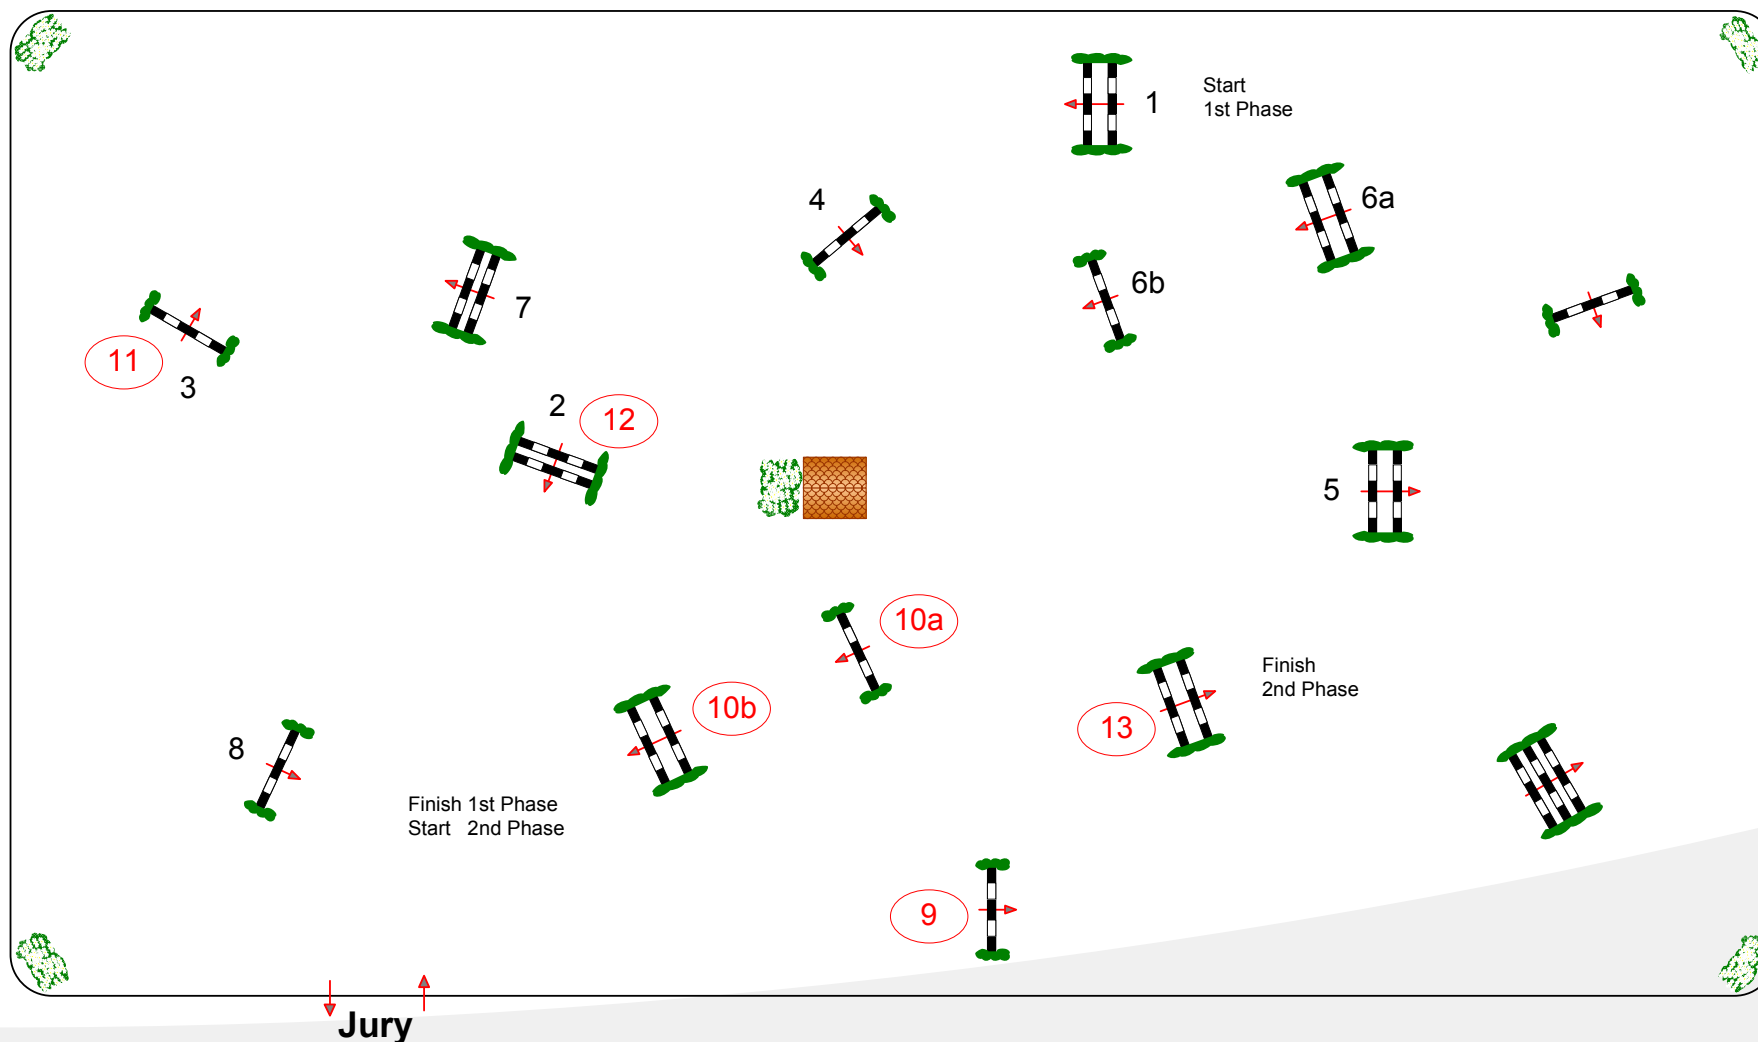 1
Start
1st Phase
4
6a
6b
7
11
3
2
12
5
10a
10b
Finish
2nd Phase
13
8
Finish 1st Phase
Start 2nd Phase
9
Jury